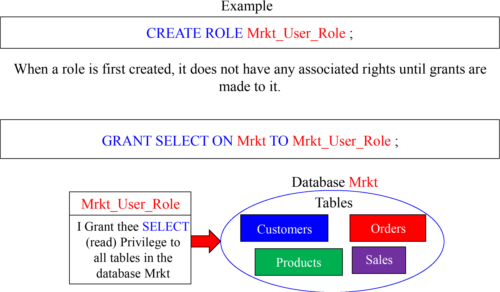 Example
CREATE ROLE Mrkt_User_Role ;
When a role is first created, it does not have any associated rights until grants are
made to it.
GRANT SELECT ON Mrkt TO Mrkt_User_Role ;
Database Mrkt
Mrkt_User_Role
I Grant thee SELECT
(read) Privilege to
all tables in the
database Mrkt
Tables
Customers
Orders
Products
Sales